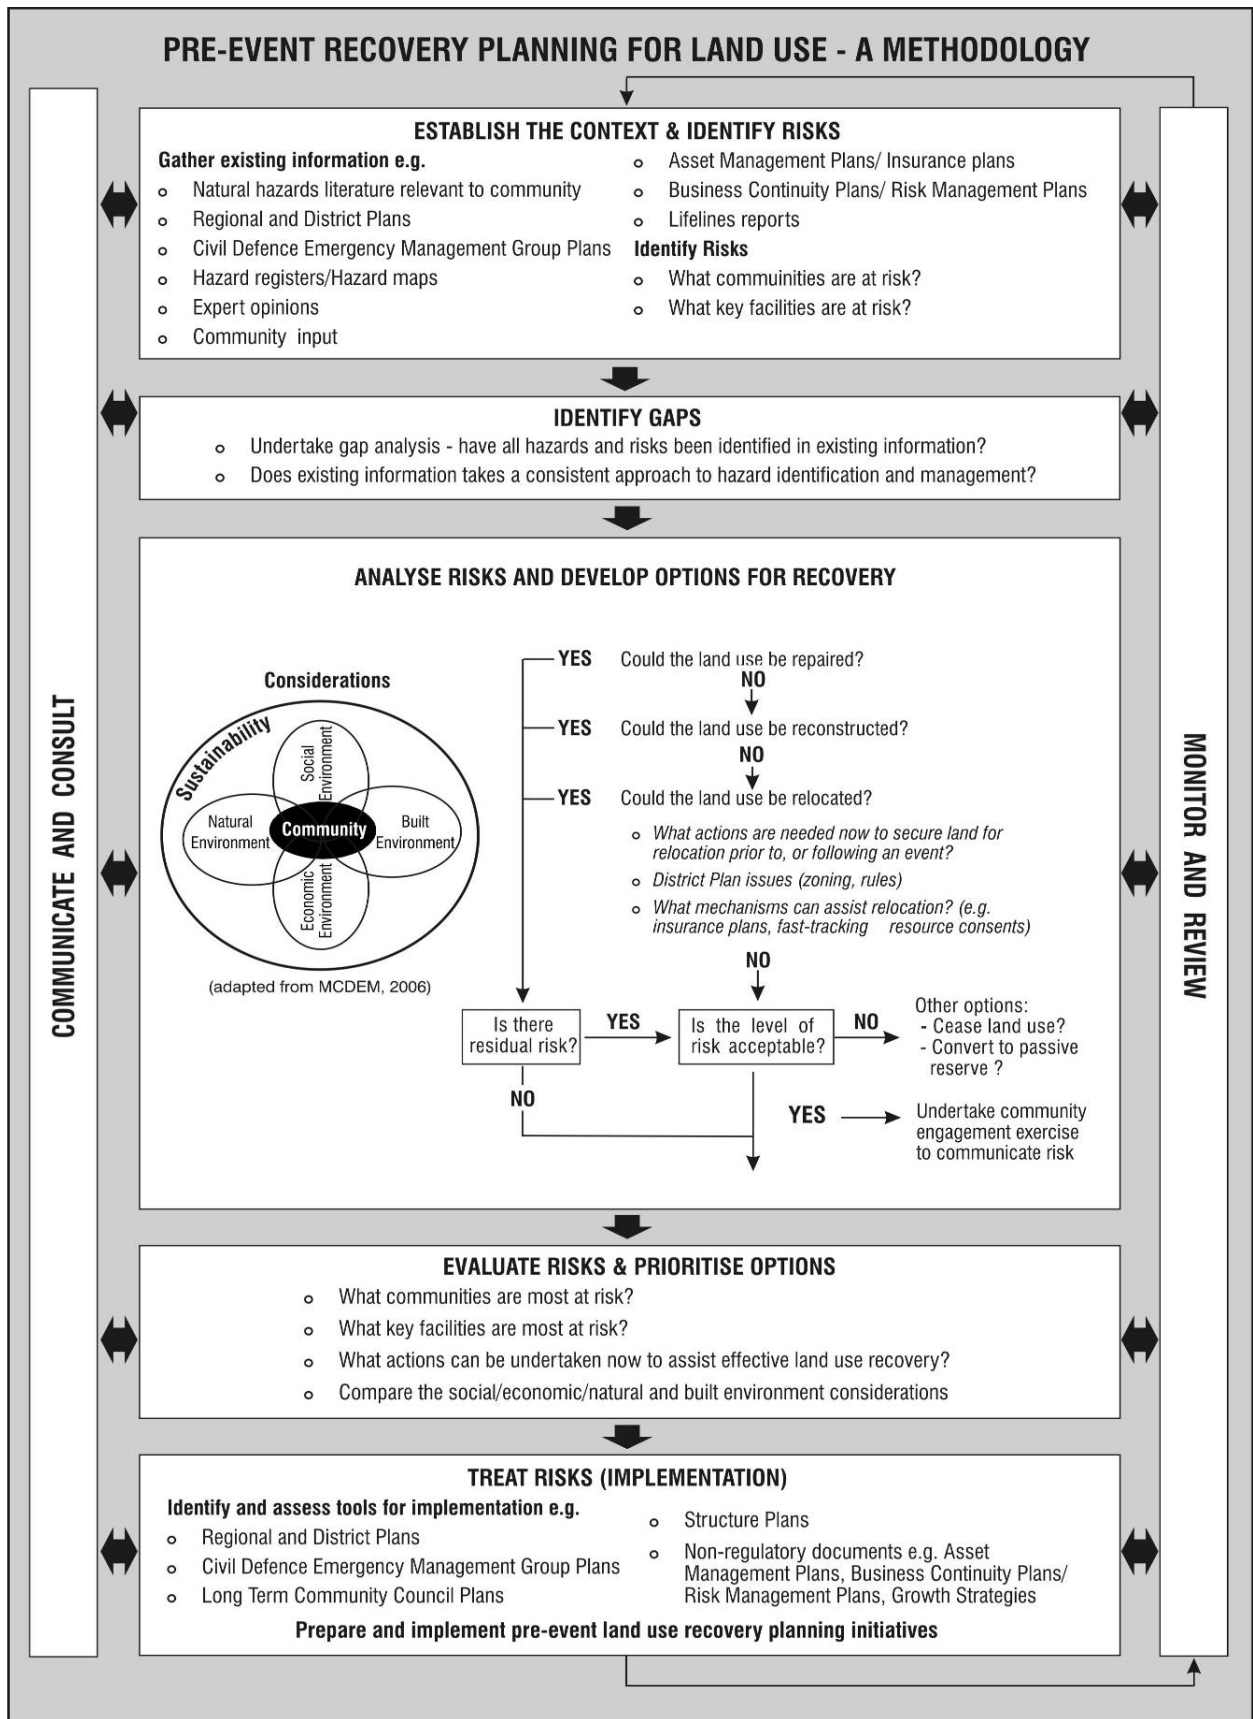 PRE-EVENT RECOVERY PLANNING FOR LAND USE - A METHODOLOGY
COMMUNICATE AND CONSULT
ESTABLISH THE CONTEXT & IDENTIFY RISKS
Gather existing information e.g.
o Natural hazards literature relevant to community
o Regional and District Plans
o Civil Defence Emergency Management Group Plans
o Hazard registers/Hazard maps
o Expert opinions
o Community input
o Asset Management Plans/ Insurance plans
o Business Continuity Plans/ Risk Management Plans
o Lifelines reports
Identify Risks
o What commuinities are at risk?
o What key facilities are at risk?
IDENTIFY GAPS
o Undertake gap analysis - have all hazards and risks been identified in existing information?
o Does existing information takes a consistent approach to hazard identification and management?
ANALYSE RISKS AND DEVELOP OPTIONS FOR RECOVERY
Considerations
Sustainability
Social
Environment
Natural
Environment
Community
Built
Environment
Economic
Environment
(adapted from MCDEM, 2006)
YES Could the land use be repaired?
NO
YES Could the land use be reconstructed?
NO
YES Could the land use be relocated?
o What actions are needed now to secure land for
relocation prior to, or following an event?
o District Plan issues (zoning, rules)
o What mechanisms can assist relocation? (e.g.
insurance plans, fast-tracking resource consents)
NO
Is there
residual risk?
YES
Is the level of
risk acceptable?
NO
Other options:
- Cease land use?
- Convert to passive
reserve ?
NO
YES
Undertake community
engagement exercise
to communicate risk
EVALUATE RISKS & PRIORITISE OPTIONS
o What communities are most at risk?
o What key facilities are most at risk?
o What actions can be undertaken now to assist effective land use recovery?
o Compare the social/economic/natural and built environment considerations
TREAT RISKS (IMPLEMENTATION)
Identify and assess tools for implementation e.g.
o Regional and District Plans
o Civil Defence Emergency Management Group Plans
o Long Term Community Council Plans
o Structure Plans
o Non-regulatory documents e.g. Asset
Management Plans, Business Continuity Plans/
Risk Management Plans, Growth Strategies
Prepare and implement pre-event land use recovery planning initiatives
MONITOR AND REVIEW